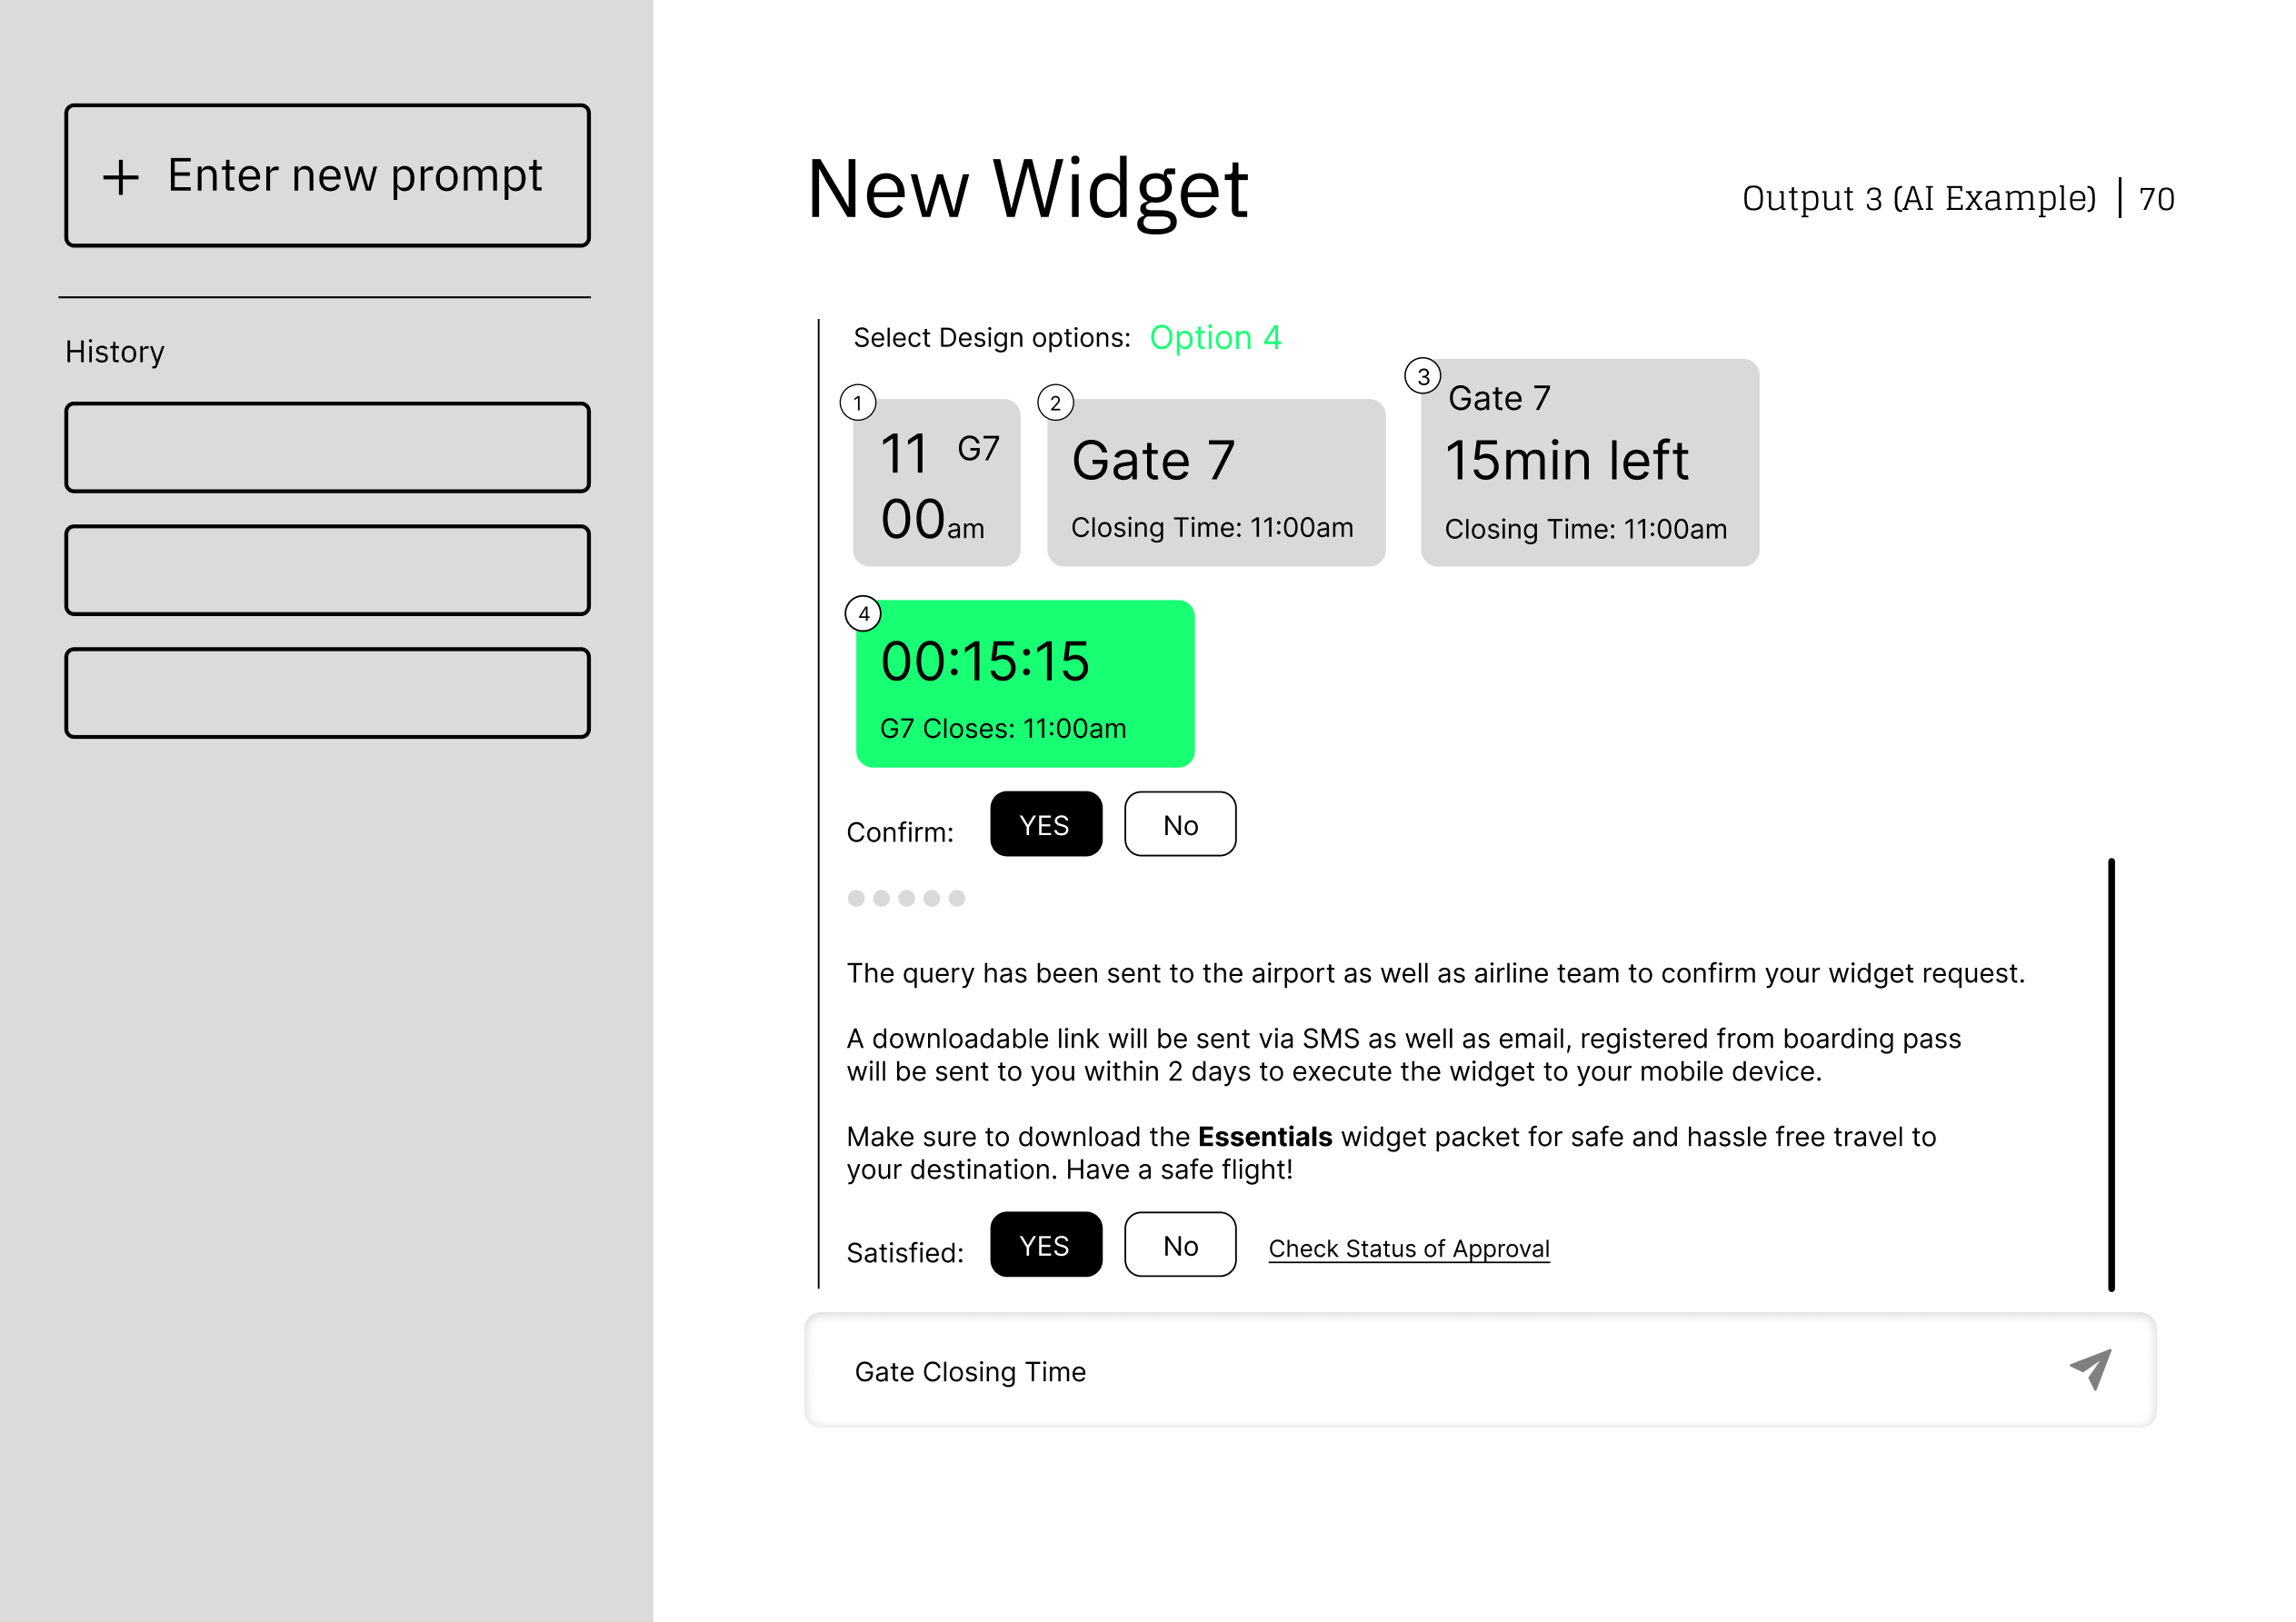 + Enter new prompt
History
New Widget
Output 3 (AI Example) | 70
Select Design options: Option 4
1
11 G7
00am
2
Gate 7
Closing Time: 11:00am
3
Gate 7
15min left
Closing Time: 11:00am
4
00:15:15
G7 Closes: 11:00am
Confirm: YES No
The query has been sent to the airport as well as airline team to confirm your widget request.
A downloadable link will be sent via SMS as well as email, registered from boarding pass
will be sent to you within 2 days to execute the widget to your mobile device.
Make sure to download the Essentials widget packet for safe and hassle free travel to
your destination. Have a safe flight!
Satisfied: YES No Check Status of Approval
Gate Closing Time